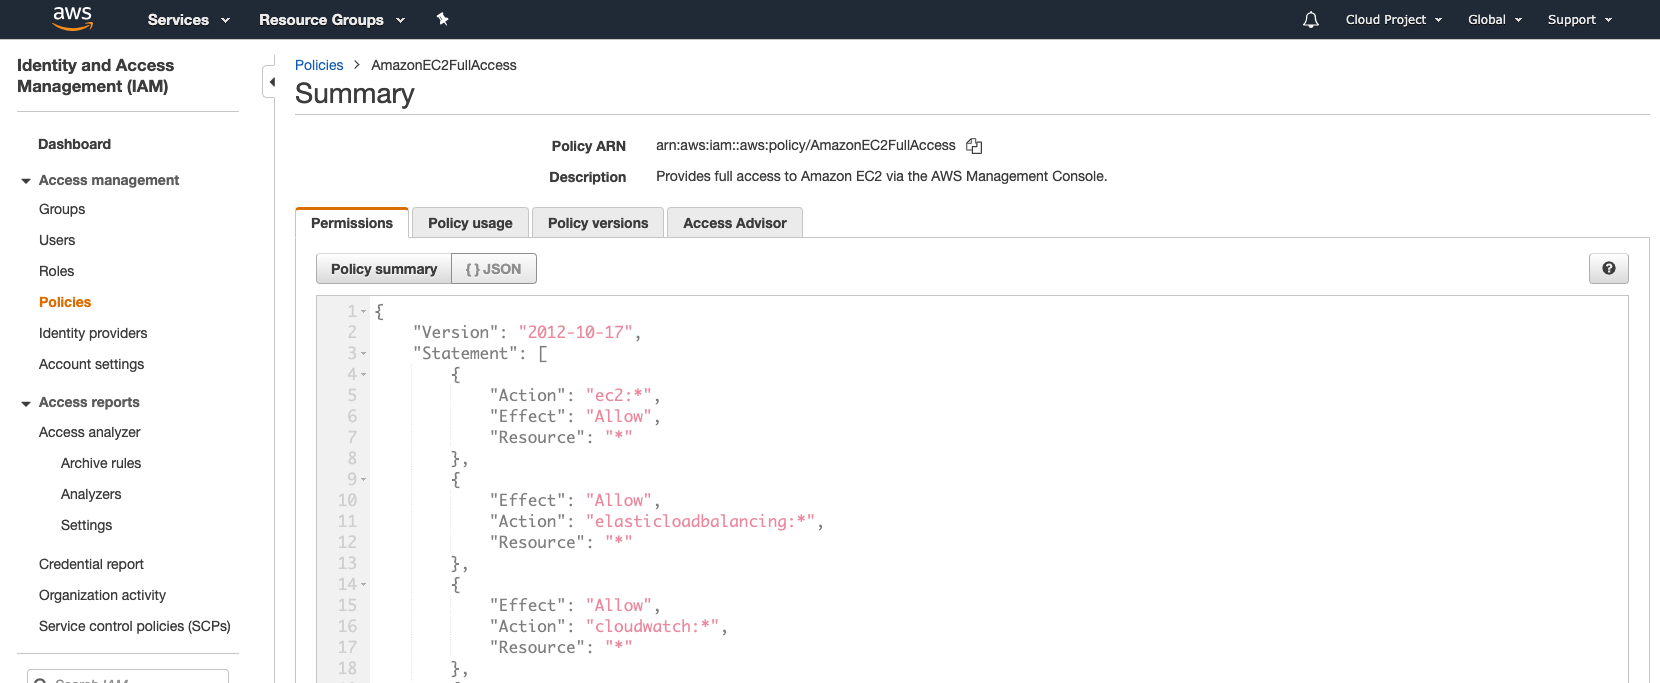 aws Services Resource Groups Cloud Project Global Support
Identity and Access
Management (IAM)
Dashboard
Access management
Groups
Users
Roles
Policies
Identity providers
Account settings
Access reports
Access analyzer
Archive rules
Analyzers
Settings
Credential report
Organization activity
Service control policies (SCPs)
Search IAM
Policies > AmazonEC2FullAccess
Summary
Policy ARN arn:aws:iam::aws:policy/AmazonEC2FullAccess
Description Provides full access to Amazon EC2 via the AWS Management Console.
Permissions Policy usage Policy versions Access Advisor
Policy summary { } JSON ?
1 {
2 "Version": "2012-10-17",
3 "Statement": [
4 {
5 "Action": "ec2:*",
6 "Effect": "Allow",
7 "Resource": "*"
8 },
9 {
10 "Effect": "Allow",
11 "Action": "elasticloadbalancing:*",
12 "Resource": "*"
13 },
14 {
15 "Effect": "Allow",
16 "Action": "cloudwatch:*",
17 "Resource": "*"
18 },